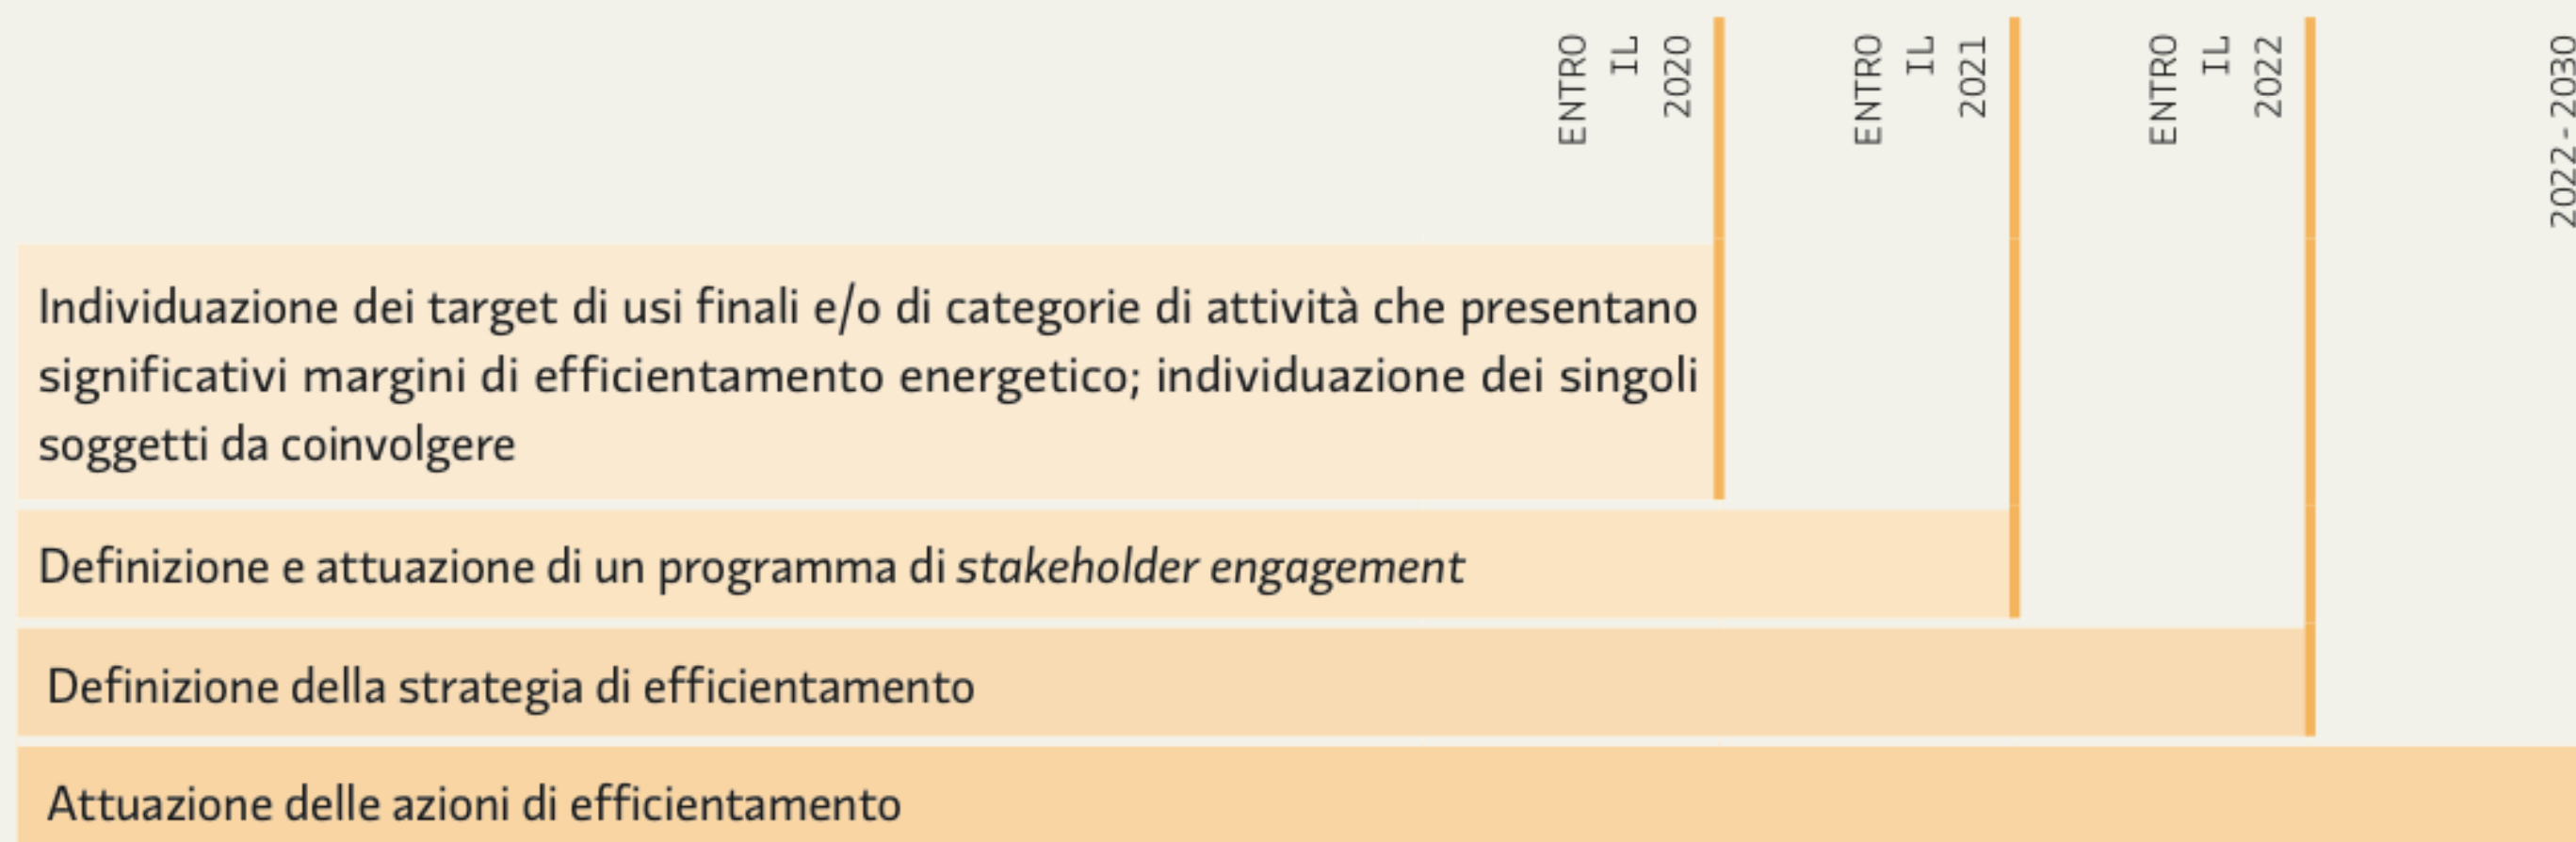 ENTRO
IL
2020
ENTRO
IL
2021
ENTRO
IL
2022
2022 - 2030
Individuazione dei target di usi finali e/o di categorie di attività che presentano
significativi margini di efficientamento energetico; individuazione dei singoli
soggetti da coinvolgere
Definizione e attuazione di un programma di stakeholder engagement
Definizione della strategia di efficientamento
Attuazione delle azioni di efficientamento